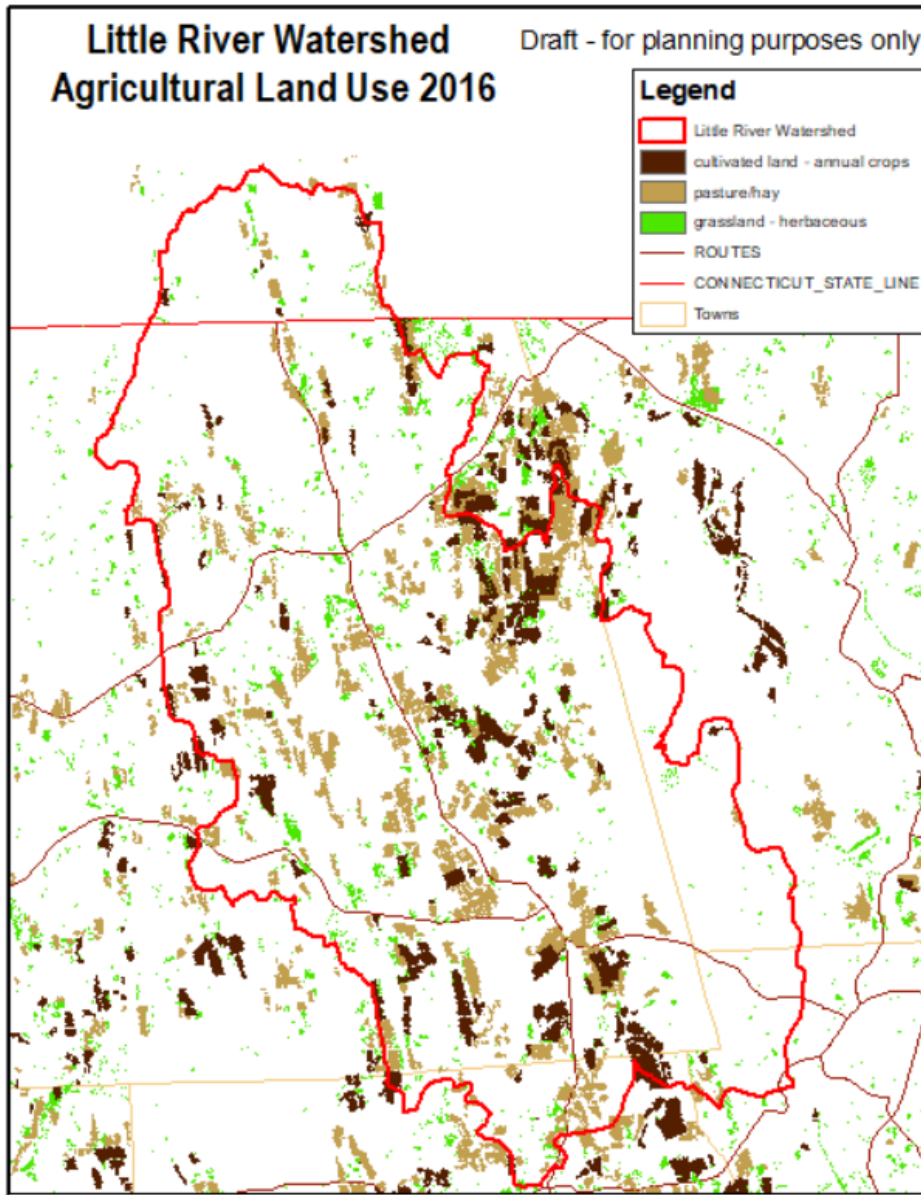 Little River Watershed
Agricultural Land Use 2016
Draft - for planning purposes only
Legend
Little River Watershed
cultivated land - annual crops
pasture/hay
grassland - herbaceous
ROUTES
CONNECTICUT_STATE_LINE
Towns